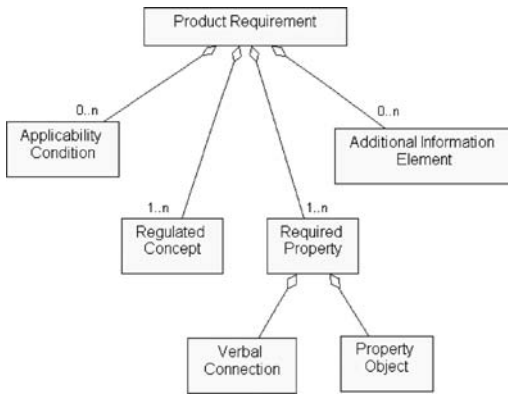 Product Requirement
0..n
0..n
Applicability
Condition
Additional Information
Element
1..n
1..n
Regulated
Concept
Required
Property
Verbal
Connection
Property
Object